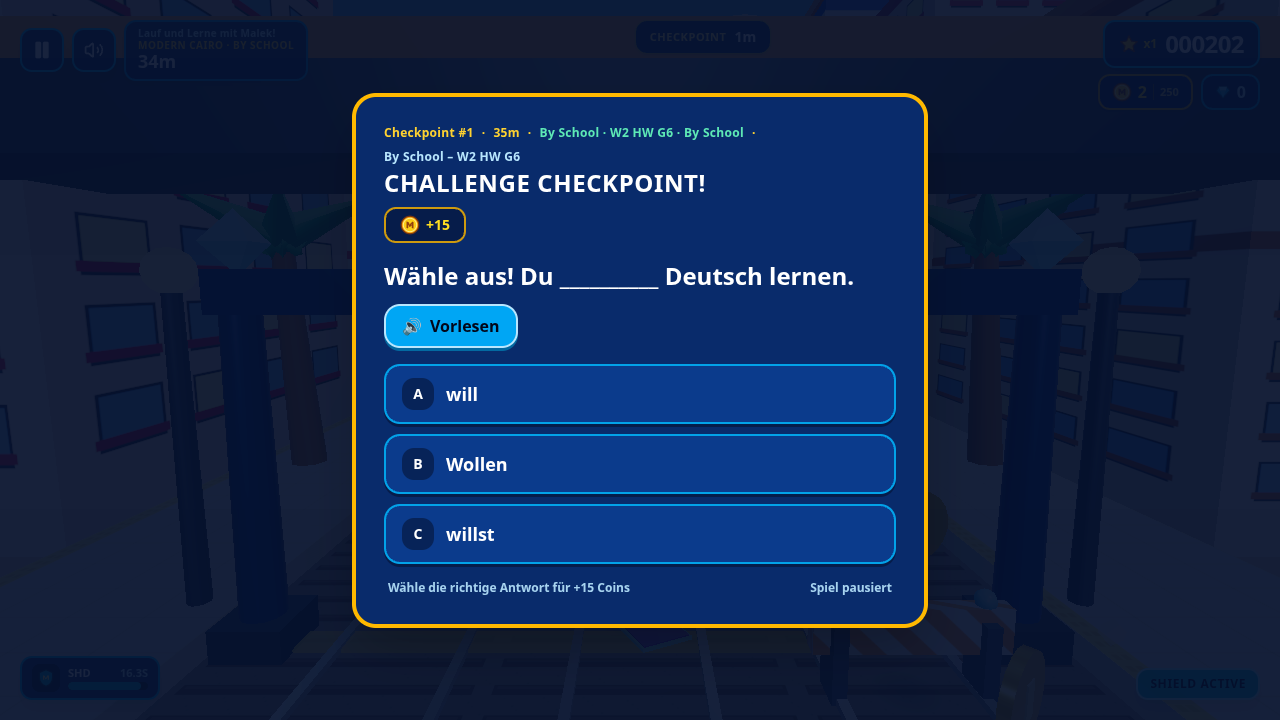 Lauf und Lerne mit Malek!
MODERN CAIRO · BY SCHOOL
34m
CHECKPOINT 1m
x1 000202
2 250
0
Checkpoint #1 · 35m · By School · W2 HW G6 · By School ·
By School – W2 HW G6
CHALLENGE CHECKPOINT!
M +15
Wähle aus! Du __________ Deutsch lernen.
Vorlesen
A will
B Wollen
C willst
Wähle die richtige Antwort für +15 Coins Spiel pausiert
SHD 16.3S
SHIELD ACTIVE